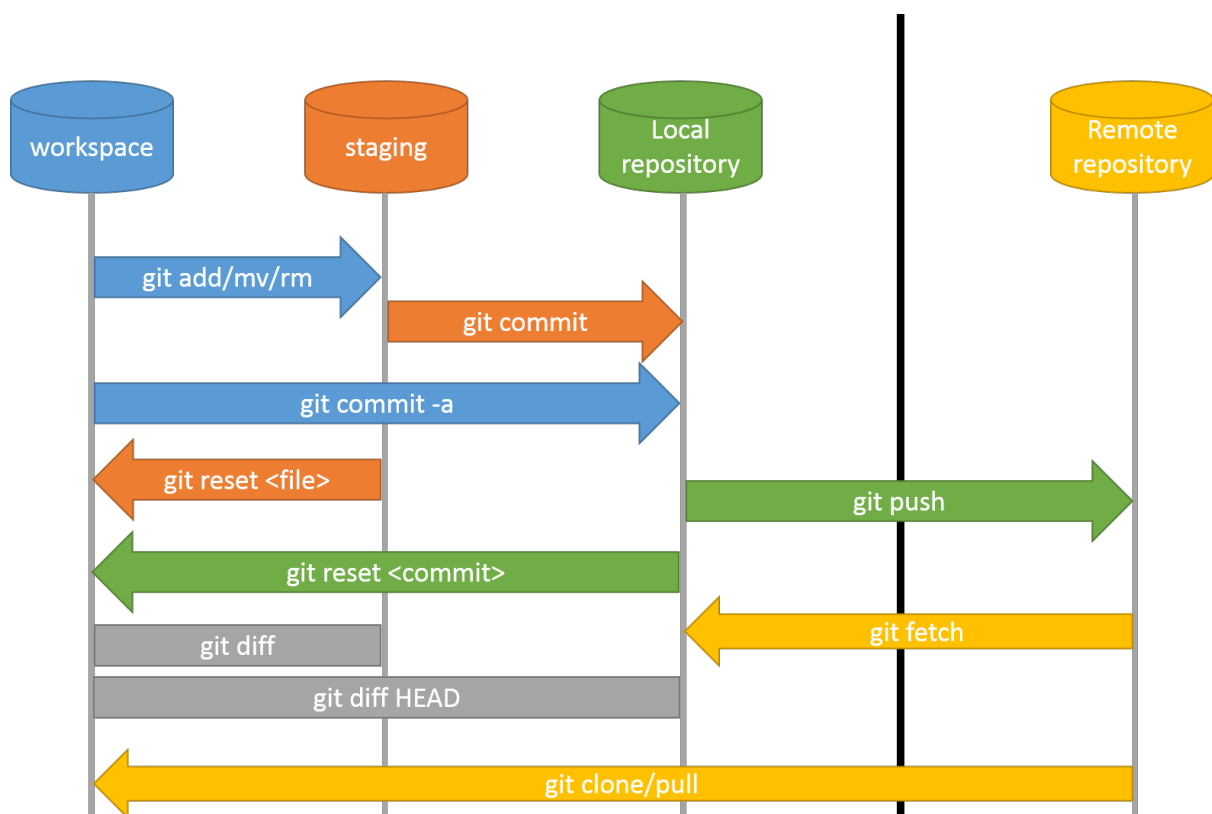 workspace
staging
Local
repository
Remote
repository
git add/mv/rm
git commit
git commit -a
git reset <file>
git push
git reset <commit>
git fetch
git diff
git diff HEAD
git clone/pull